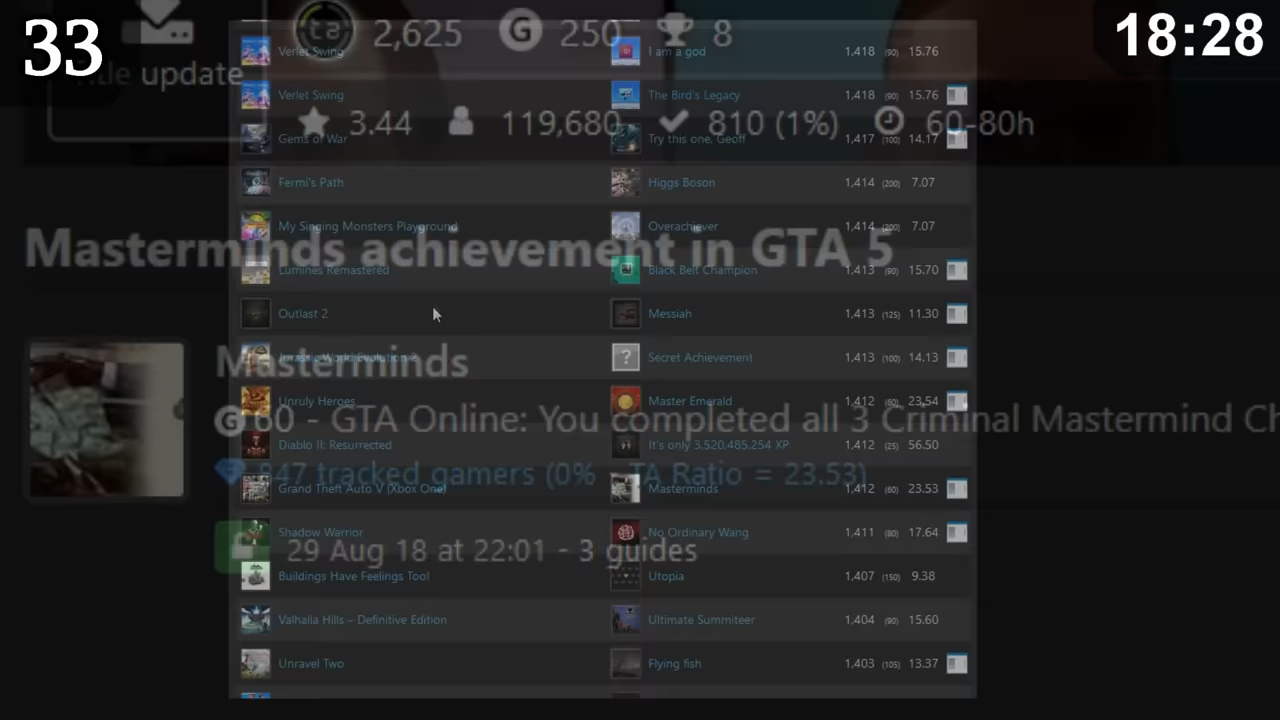 33
18:28
2,625 250 8
Title update
3.44 119,680 810 (1%) 60-80h
Masterminds achievement in GTA 5
Masterminds
60 - GTA Online: You completed all 3 Criminal Mastermind Ch
847 tracked gamers (0% - TA Ratio = 23.53)
29 Aug 18 at 22:01 - 3 guides
Verlet Swing I am a god 1,418 (90) 15.76
Verlet Swing The Bird's Legacy 1,418 (90) 15.76
Gems of War Try this one, Geoff 1,417 (100) 14.17
Fermi's Path Higgs Boson 1,414 (200) 7.07
My Singing Monsters Playground Overachiever 1,414 (200) 7.07
Lumines Remastered Black Belt Champion 1,413 (90) 15.70
Outlast 2 Messiah 1,413 (125) 11.30
Jurassic World Evolution 2 Secret Achievement 1,413 (100) 14.13
Unruly Heroes Master Emerald 1,412 (60) 23.54
Diablo II: Resurrected It's only 3,520,485,254 XP 1,412 (25) 56.50
Grand Theft Auto V (Xbox One) Masterminds 1,412 (60) 23.53
Shadow Warrior No Ordinary Wang 1,411 (80) 17.64
Buildings Have Feelings Too! Utopia 1,407 (150) 9.38
Valhalla Hills – Definitive Edition Ultimate Summiteer 1,404 (90) 15.60
Unravel Two Flying fish 1,403 (105) 13.37